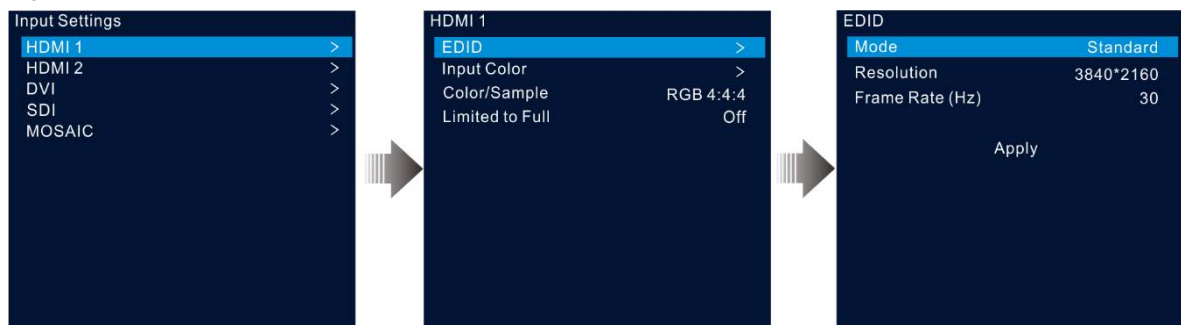 Input Settings
HDMI 1 >
HDMI 2 >
DVI >
SDI >
MOSAIC >
HDMI 1
EDID >
Input Color >
Color/Sample RGB 4:4:4
Limited to Full Off
EDID
Mode Standard
Resolution 3840*2160
Frame Rate (Hz) 30
Apply